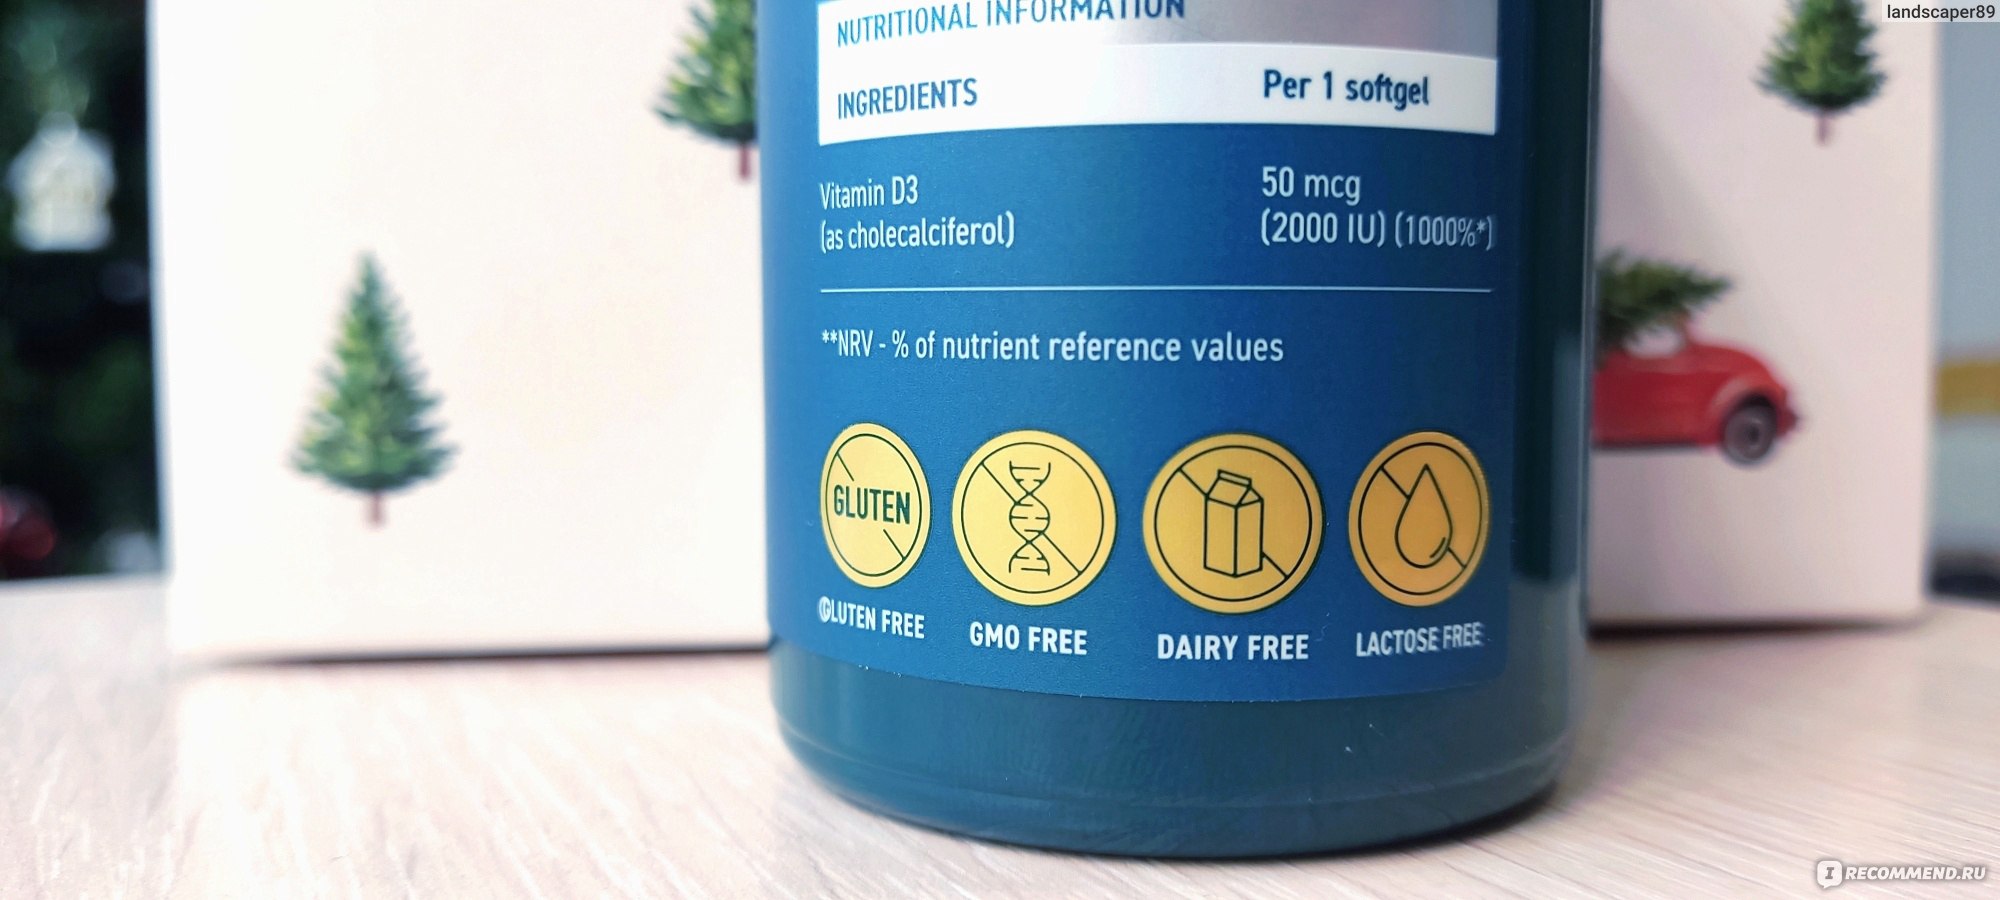 landscaper89
NUTRITIONAL INFORMATION
INGREDIENTS Per 1 softgel
Vitamin D3 50 mcg
(as cholecalciferol) (2000 IU) (1000%*)
**NRV - % of nutrient reference values
GLUTEN
GLUTEN FREE GMO FREE DAIRY FREE LACTOSE FREE
I RECOMMEND.RU